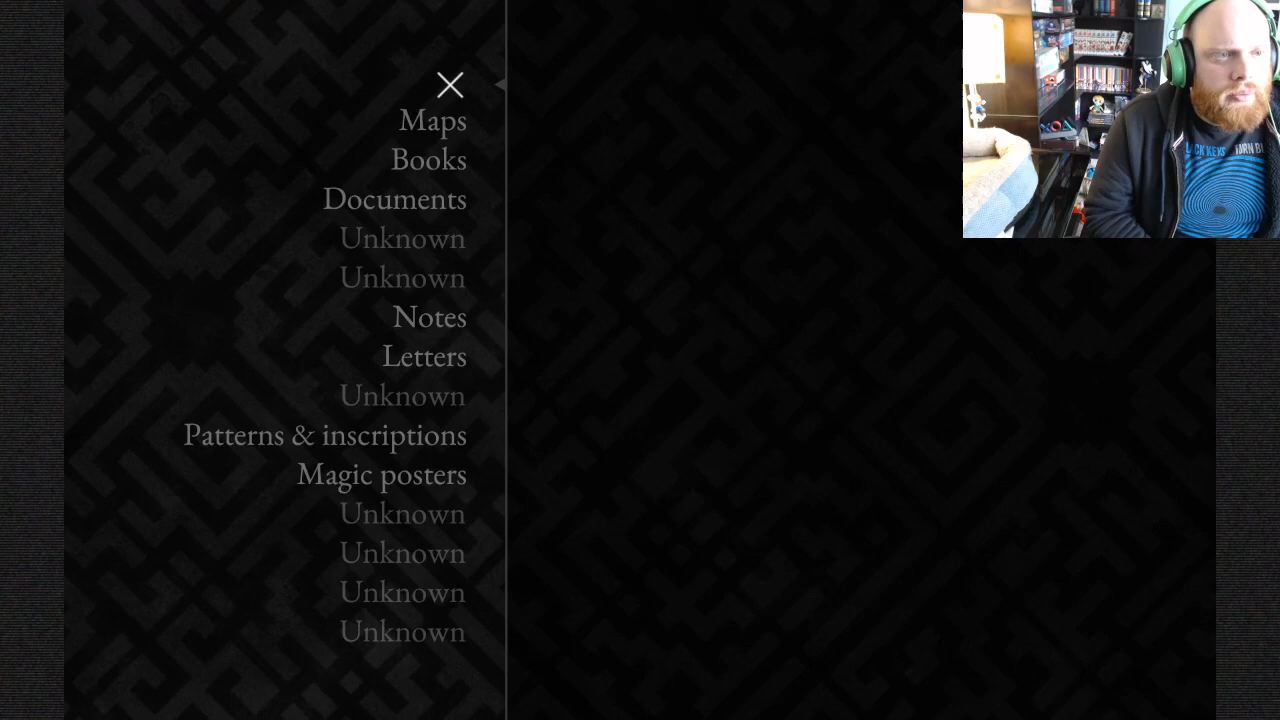 Maps
Books
Documents
Unknown
Unknown
Notes
Letters
Unknown
Patterns & inscriptions
Magic posters
Unknown
Unknown
Unknown
Unknown